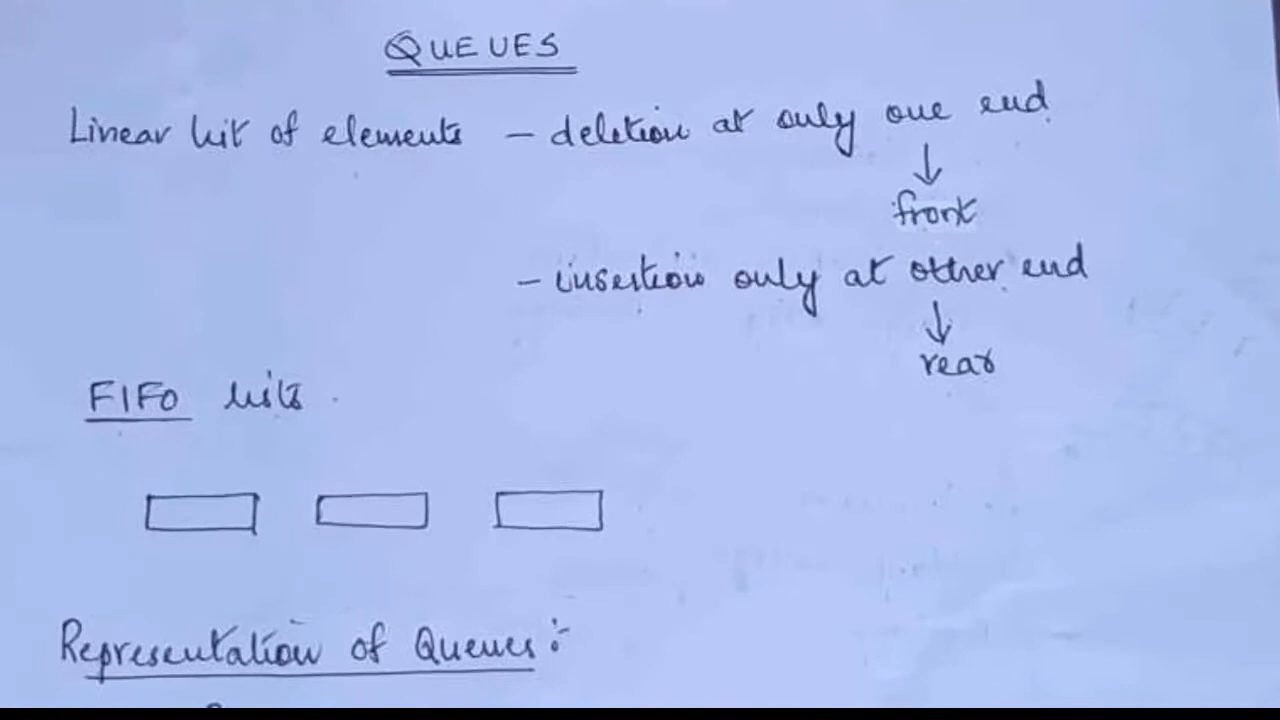 QUEUES
Linear list of elements - deletion at only one end.
↓
front
- insertion only at other end
↓
rear
FIFO lists.
Representation of Queues :-